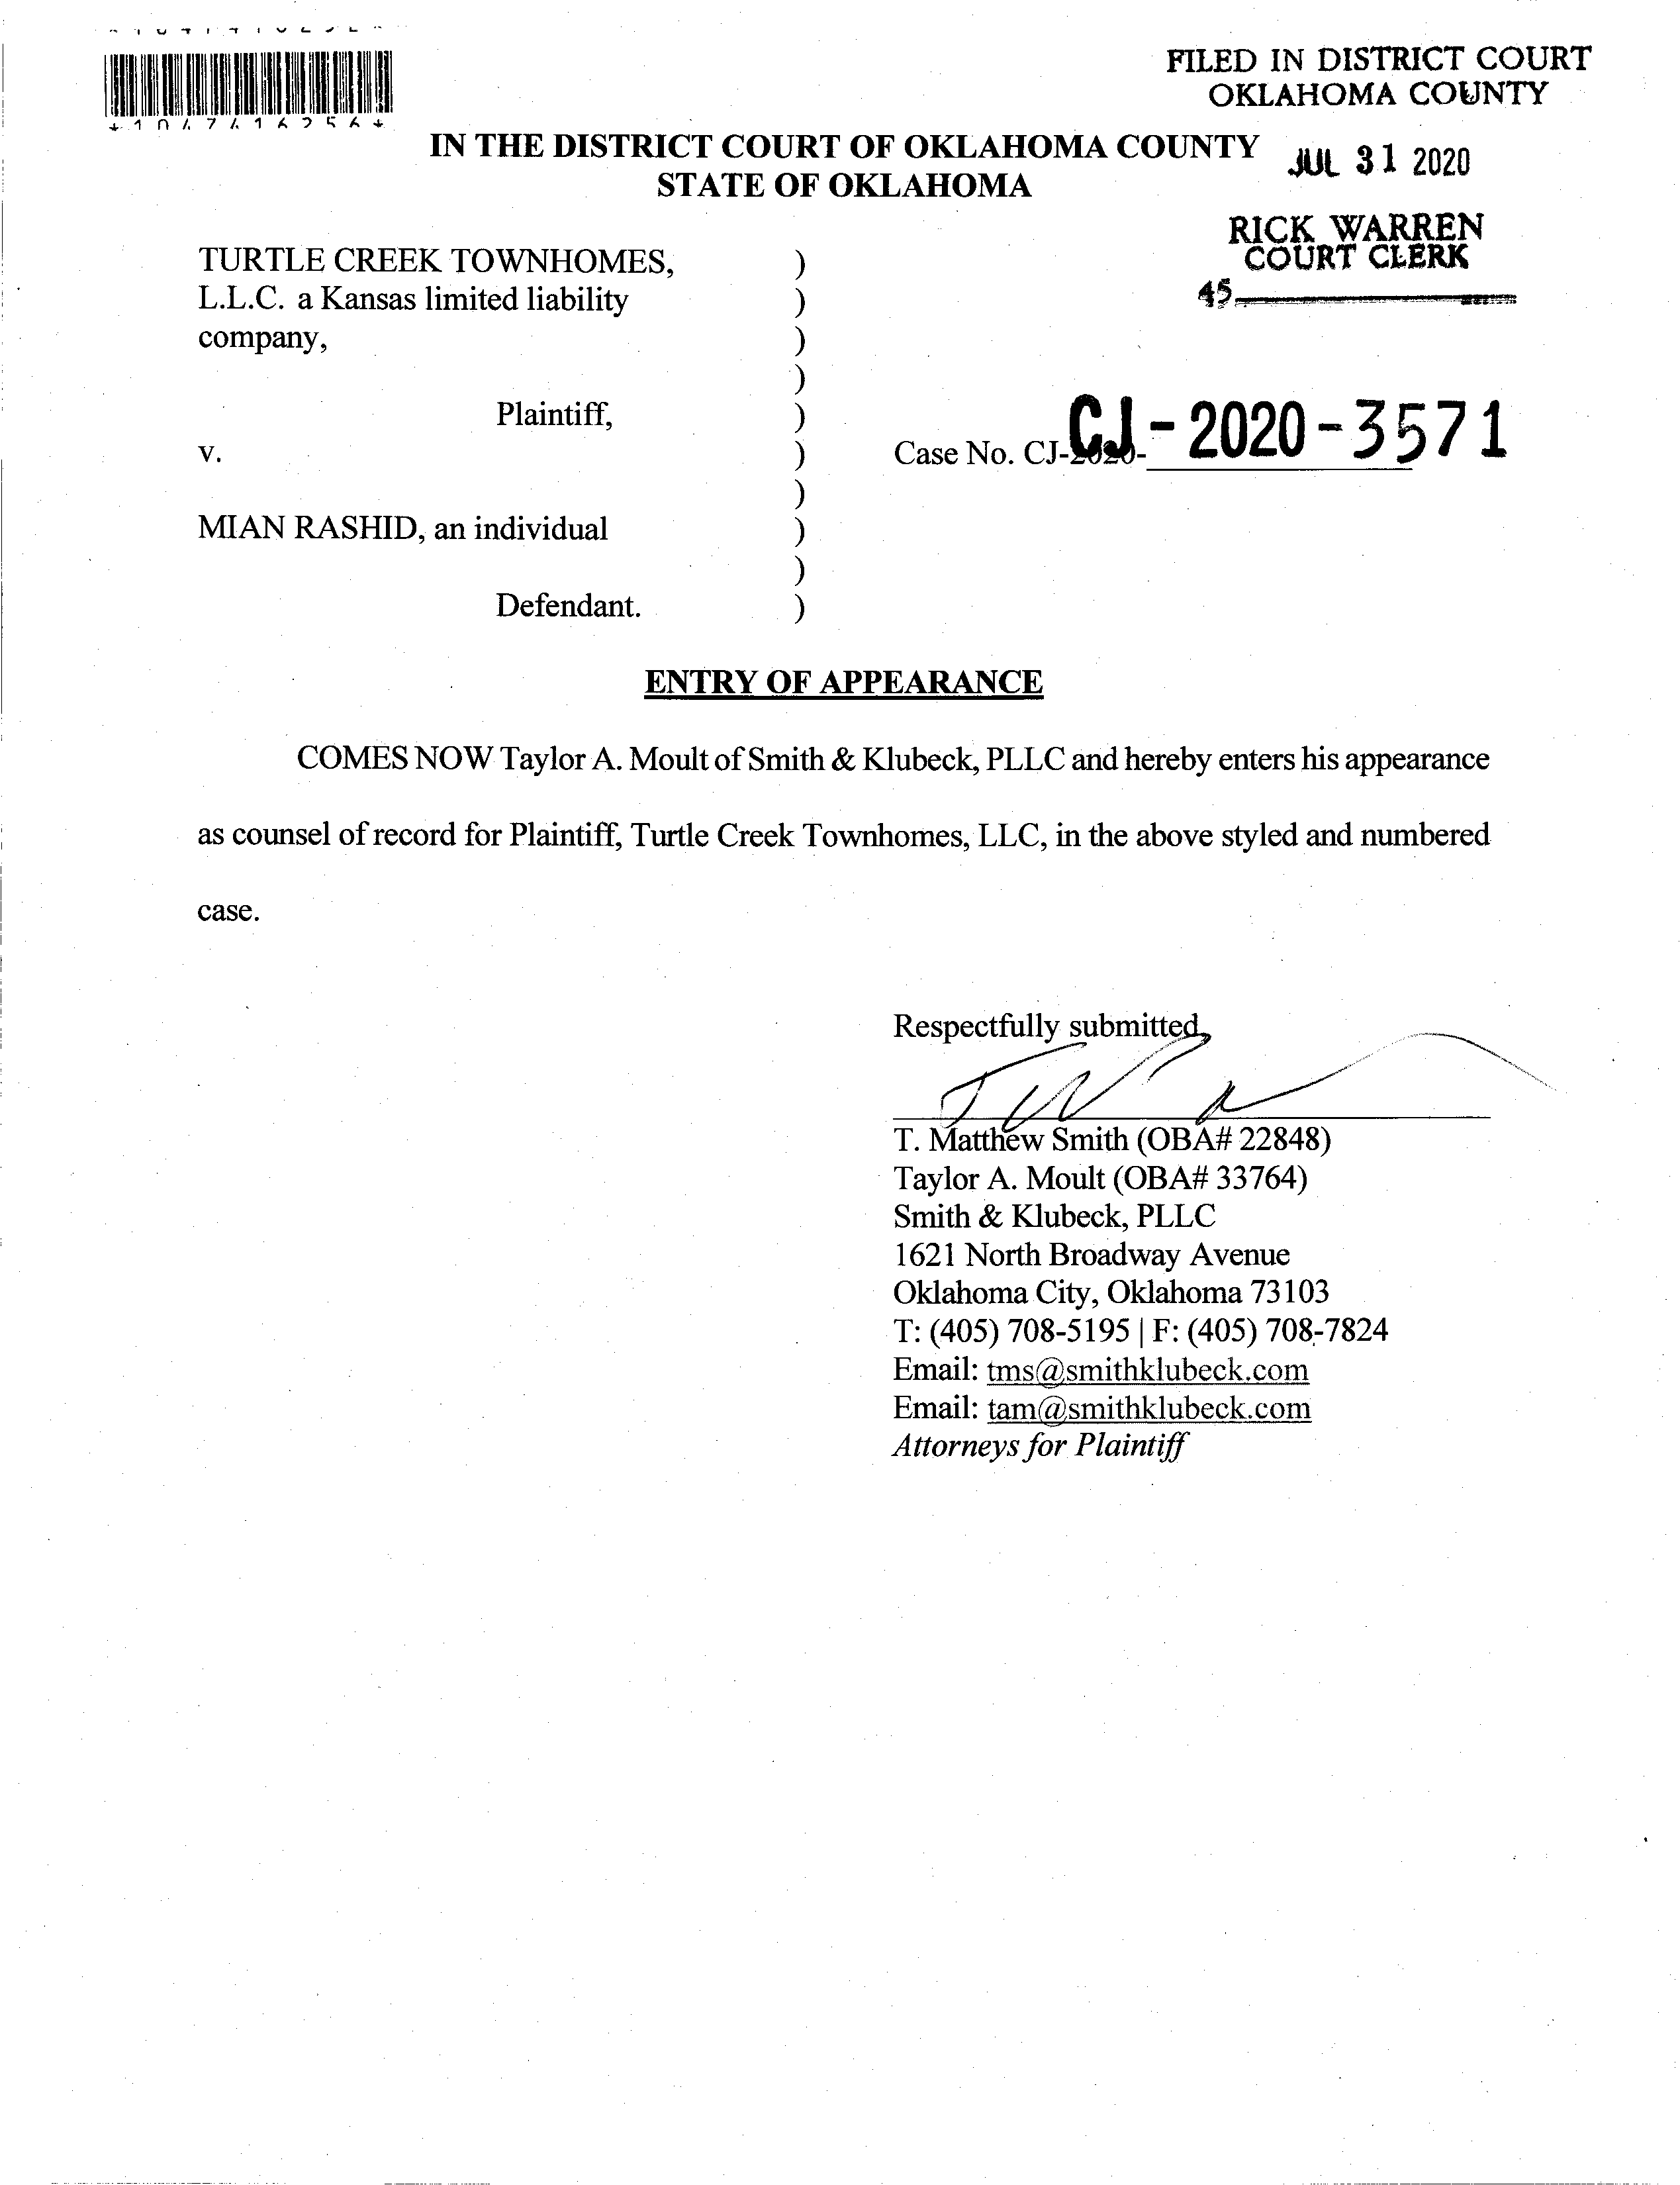 FILED IN DISTRICT COURT
OKLAHOMA COUNTY
IN THE DISTRICT COURT OF OKLAHOMA COUNTY
STATE OF OKLAHOMA
JUL 31 2020
RICK WARREN
COURT CLERK
45
TURTLE CREEK TOWNHOMES, )
L.L.C. a Kansas limited liability )
company, )
)
Plaintiff, )
v. ) Case No. CJ-2020- CJ-2020-3571
)
MIAN RASHID, an individual )
)
Defendant. )
ENTRY OF APPEARANCE
COMES NOW Taylor A. Moult of Smith & Klubeck, PLLC and hereby enters his appearance
as counsel of record for Plaintiff, Turtle Creek Townhomes, LLC, in the above styled and numbered
case.
Respectfully submitted,
T. Matthew Smith (OBA# 22848)
Taylor A. Moult (OBA# 33764)
Smith & Klubeck, PLLC
1621 North Broadway Avenue
Oklahoma City, Oklahoma 73103
T: (405) 708-5195 | F: (405) 708-7824
Email: tms@smithklubeck.com
Email: tam@smithklubeck.com
Attorneys for Plaintiff